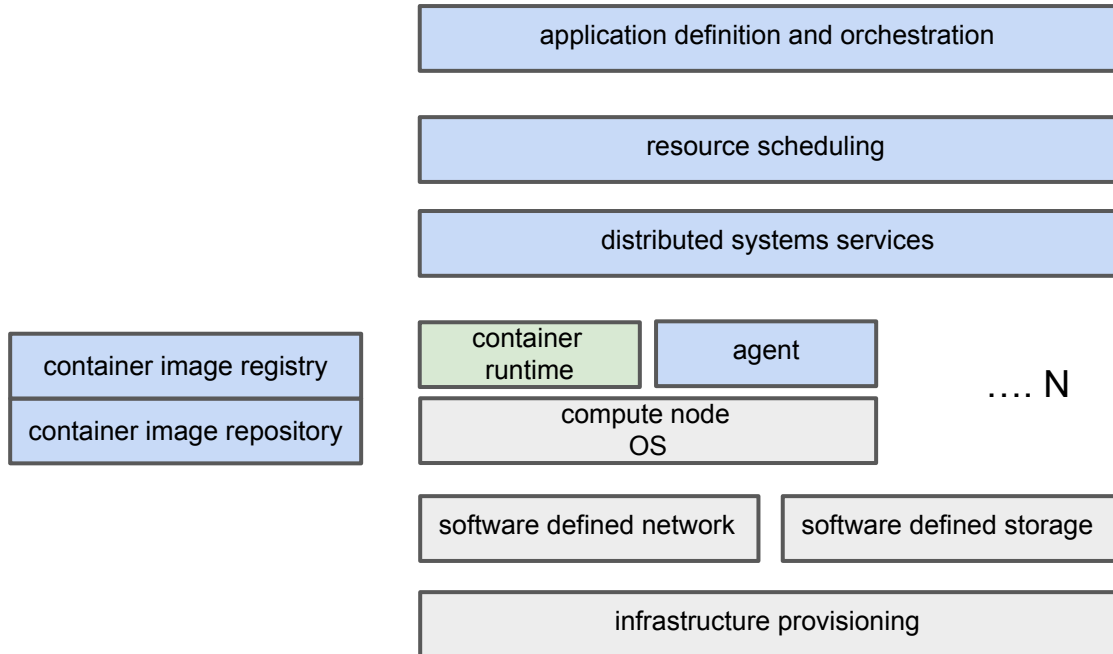 application definition and orchestration
resource scheduling
distributed systems services
container image registry
container image repository
container
runtime
agent
.... N
compute node
OS
software defined network
software defined storage
infrastructure provisioning